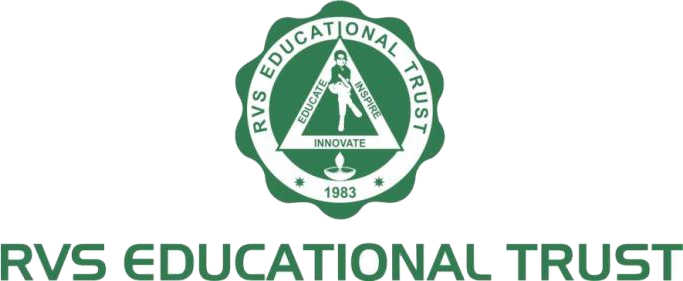 RVS EDUCATIONAL TRUST
EDUCATE
INSPIRE
INNOVATE
1983
RVS EDUCATIONAL TRUST